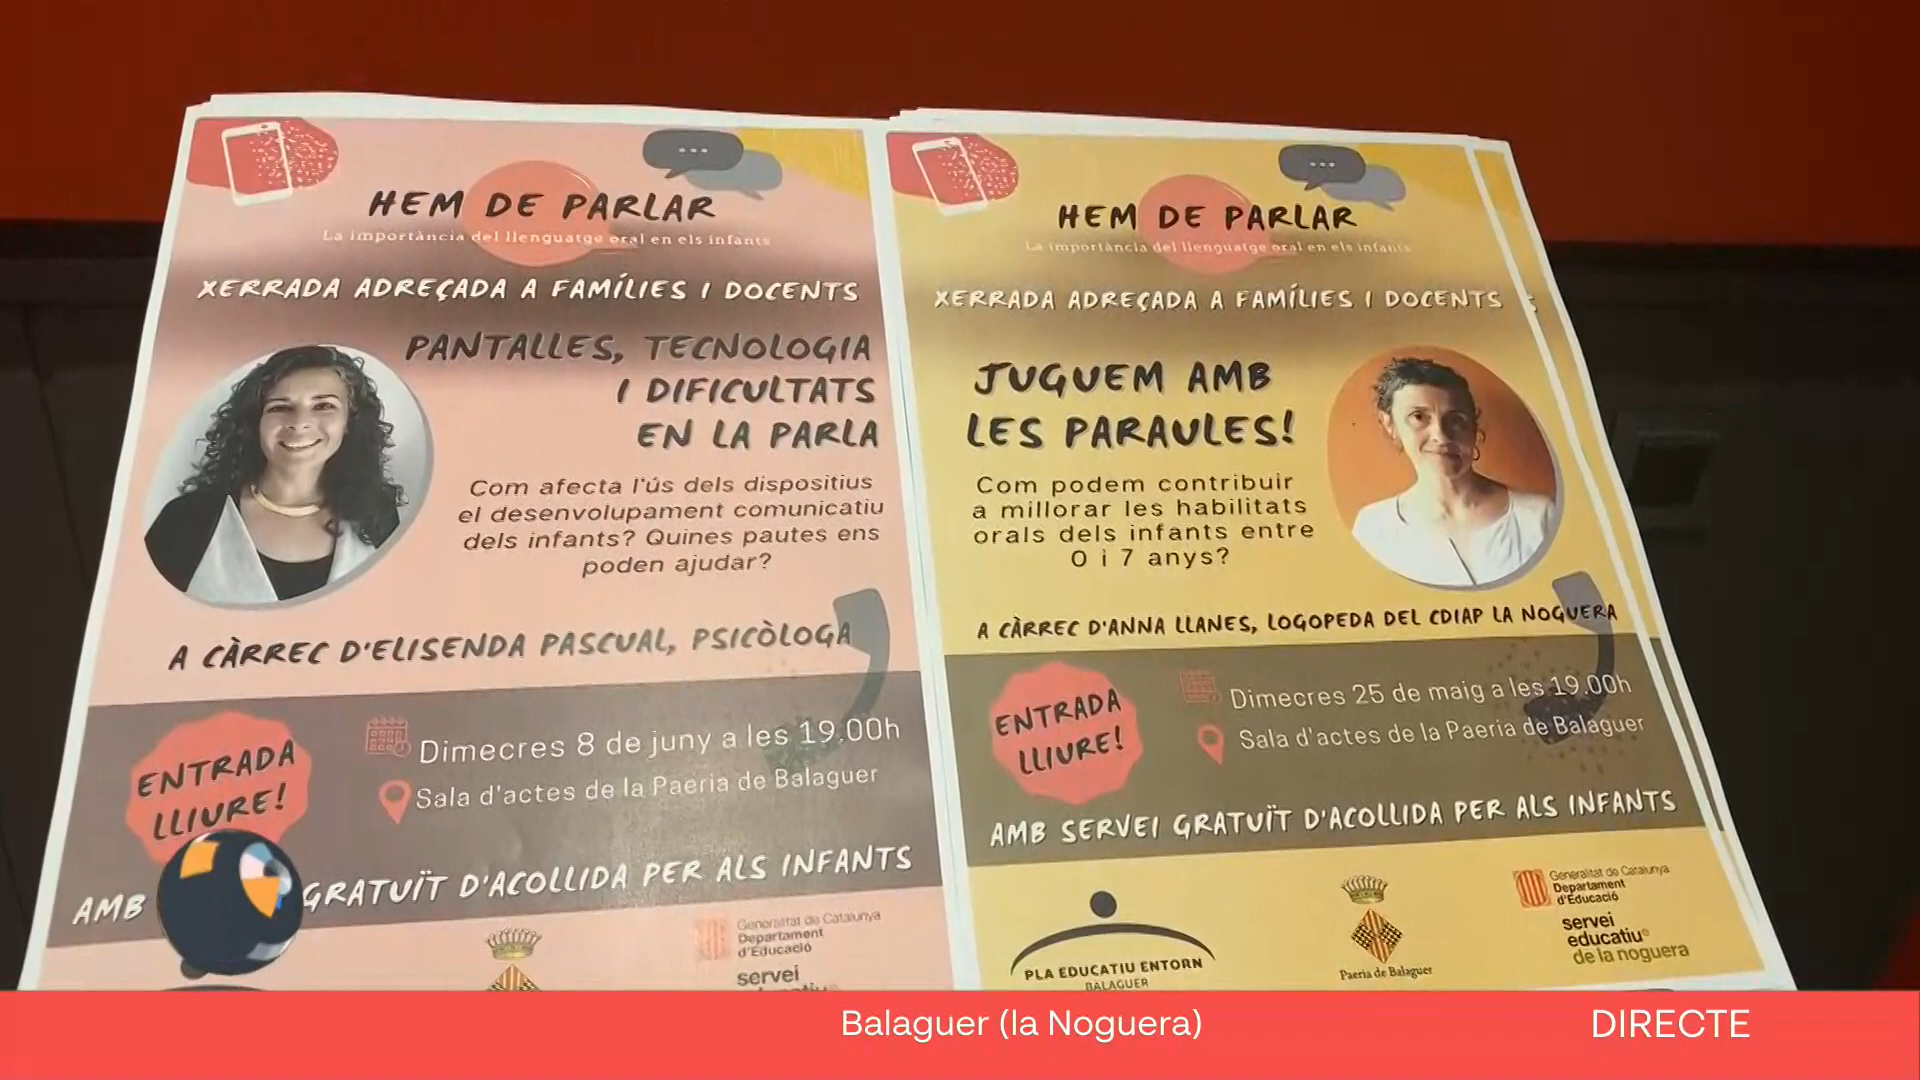 HEM DE PARLAR
La importància del llenguatge oral en els infants
XERRADA ADREÇADA A FAMÍLIES I DOCENTS
PANTALLES, TECNOLOGIA
I DIFICULTATS
EN LA PARLA
Com afecta l'ús dels dispositius
el desenvolupament comunicatiu
dels infants? Quines pautes ens
poden ajudar?
A CÀRREC D'ELISENDA PASCUAL, PSICÒLOGA
ENTRADA
LLIURE!
Dimecres 8 de juny a les 19.00h
Sala d'actes de la Paeria de Balaguer
AMB GRATUÏT D'ACOLLIDA PER ALS INFANTS
Generalitat de Catalunya
Departament
d'Educació
servei
HEM DE PARLAR
La importància del llenguatge oral en els infants
XERRADA ADREÇADA A FAMÍLIES I DOCENTS
JUGUEM AMB
LES PARAULES!
Com podem contribuir
a millorar les habilitats
orals dels infants entre
0 i 7 anys?
A CÀRREC D'ANNA LLANES, LOGOPEDA DEL CDIAP LA NOGUERA
ENTRADA
LLIURE!
Dimecres 25 de maig a les 19.00h
Sala d'actes de la Paeria de Balaguer
AMB SERVEI GRATUÏT D'ACOLLIDA PER ALS INFANTS
PLA EDUCATIU ENTORN
BALAGUER
Paeria de Balaguer
Generalitat de Catalunya
Departament
d'Educació
servei
educatiu
de la noguera
Balaguer (la Noguera)
DIRECTE